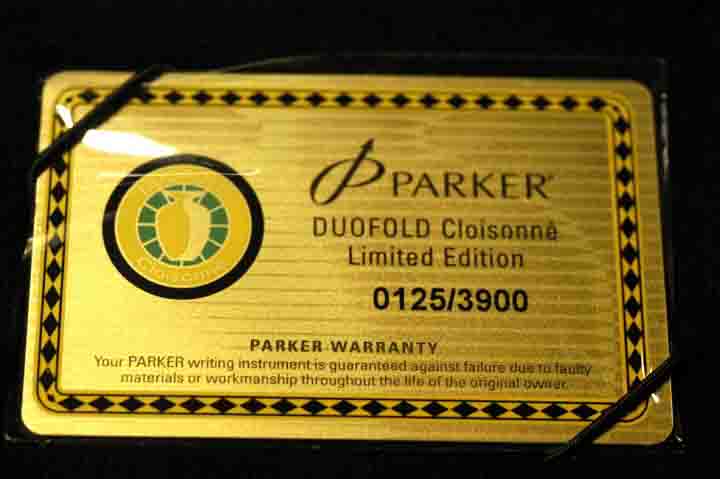 PARKER
DUOFOLD Cloisonné
Limited Edition
0125/3900
Cloisonné
PARKER WARRANTY
Your PARKER writing instrument is guaranteed against failure due to faulty
materials or workmanship throughout the life of the original owner.